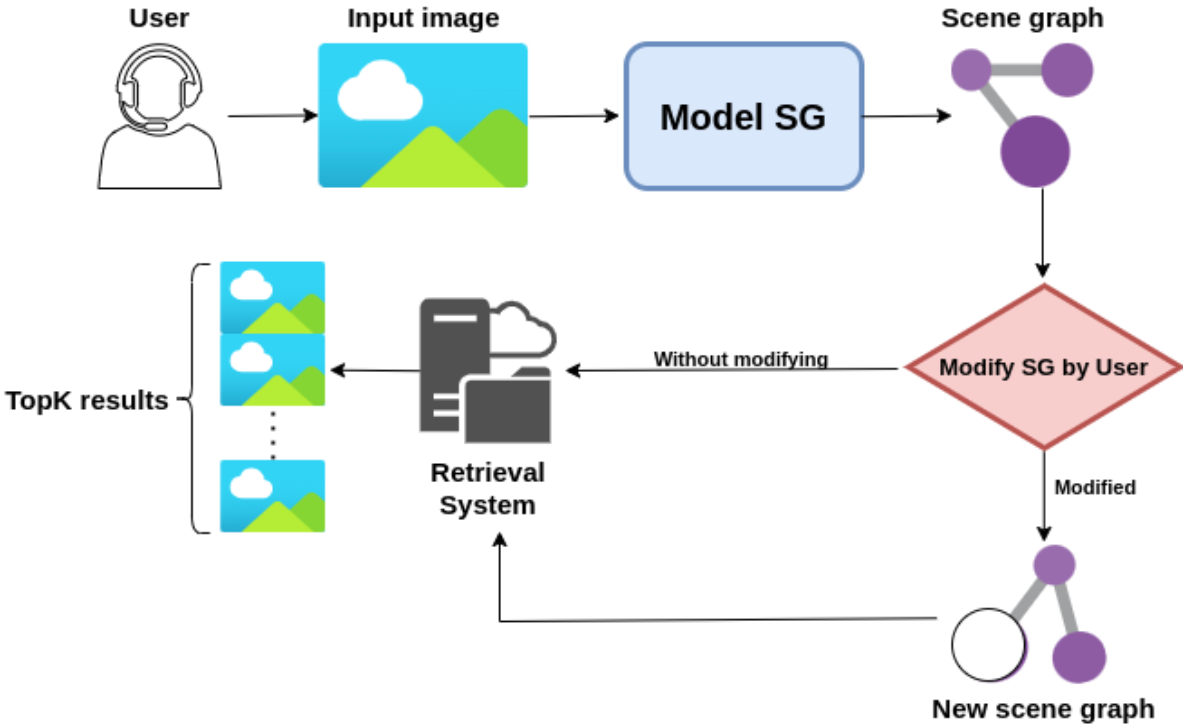 User
Input image
Scene graph
Model SG
Without modifying
Modify SG by User
TopK results
Retrieval
System
Modified
New scene graph